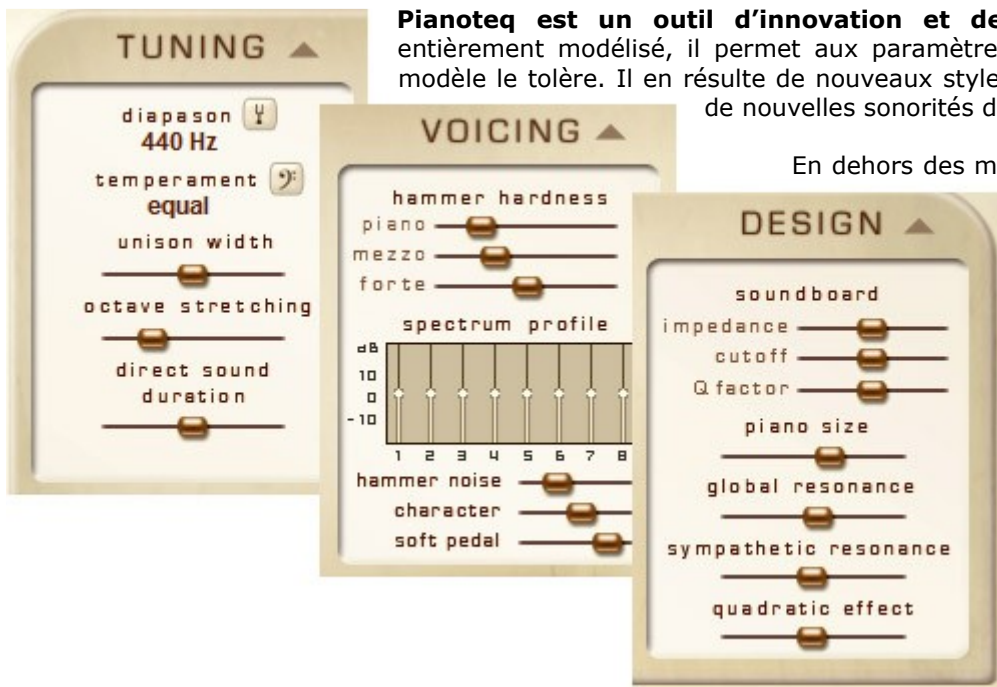 Pianoteq est un outil d’innovation et de
entièrement modélisé, il permet aux paramètre
modèle le tolère. Il en résulte de nouveaux style
de nouvelles sonorités d
En dehors des m
TUNING
diapason
440 Hz
temperament
equal
unison width
octave stretching
direct sound
duration
VOICING
hammer hardness
piano
mezzo
forte
spectrum profile
dB
10
0
-10
1 2 3 4 5 6 7 8
hammer noise
character
soft pedal
DESIGN
soundboard
impedance
cutoff
Q factor
piano size
global resonance
sympathetic resonance
quadratic effect